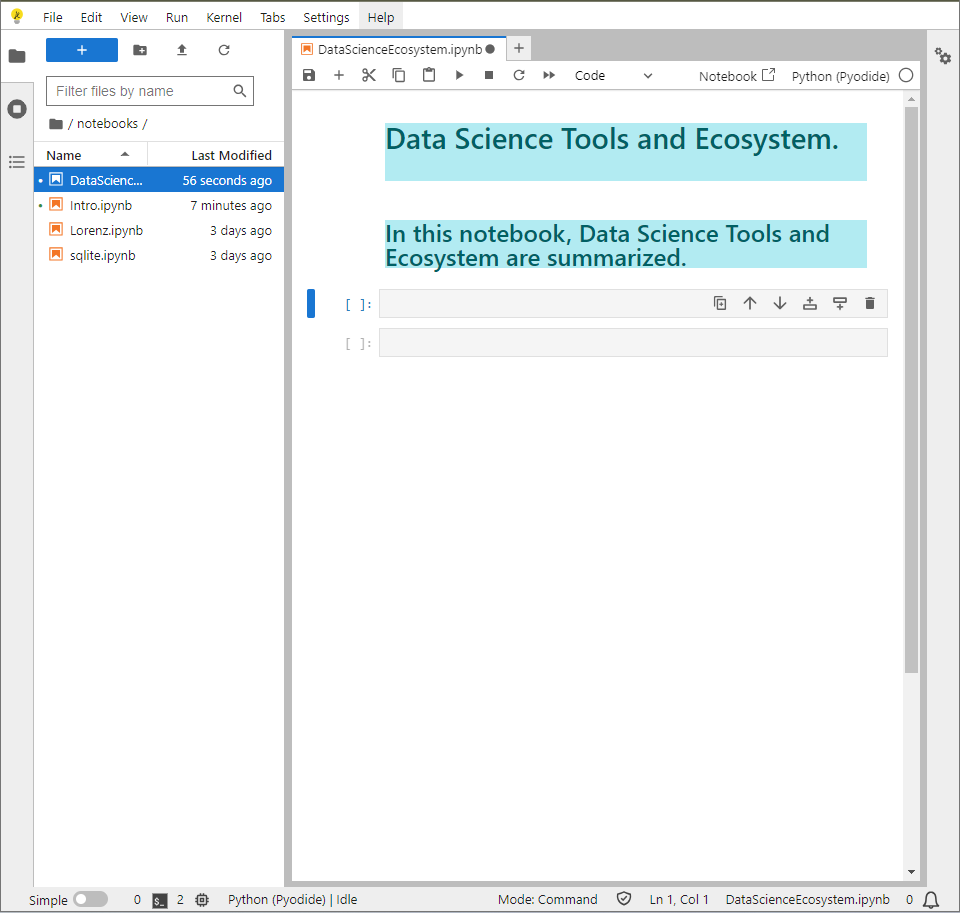 File Edit View Run Kernel Tabs Settings Help
DataScienceEcosystem.ipynb
Code Notebook Python (Pyodide)
Filter files by name
/ notebooks /
Name Last Modified
DataScienc... 56 seconds ago
Intro.ipynb 7 minutes ago
Lorenz.ipynb 3 days ago
sqlite.ipynb 3 days ago
Data Science Tools and Ecosystem.
In this notebook, Data Science Tools and
Ecosystem are summarized.
[ ]:
[ ]:
Simple 0 $_ 2 Python (Pyodide) | Idle Mode: Command Ln 1, Col 1 DataScienceEcosystem.ipynb 0